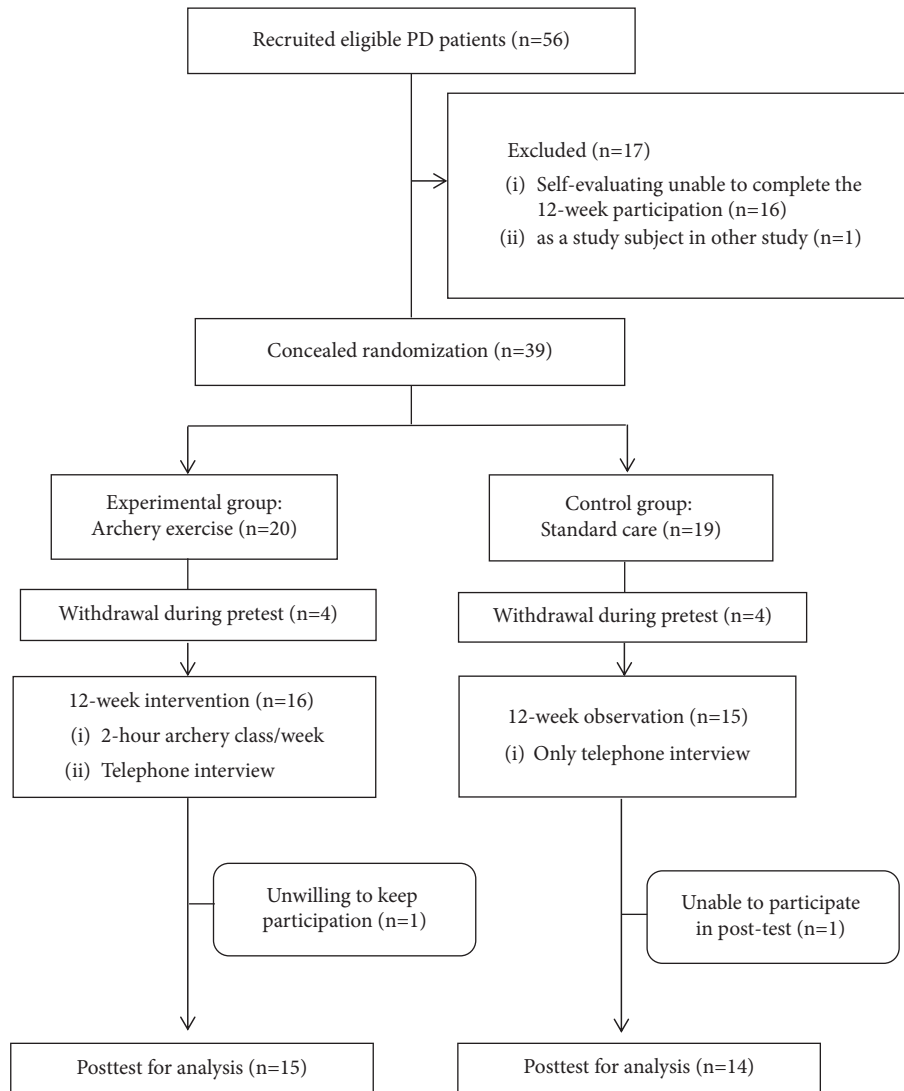 Recruited eligible PD patients (n=56)
Excluded (n=17)
(i) Self-evaluating unable to complete the
12-week participation (n=16)
(ii) as a study subject in other study (n=1)
Concealed randomization (n=39)
Experimental group:
Archery exercise (n=20)
Control group:
Standard care (n=19)
Withdrawal during pretest (n=4)
Withdrawal during pretest (n=4)
12-week intervention (n=16)
(i) 2-hour archery class/week
(ii) Telephone interview
12-week observation (n=15)
(i) Only telephone interview
Unwilling to keep
participation (n=1)
Unable to participate
in post-test (n=1)
Posttest for analysis (n=15)
Posttest for analysis (n=14)